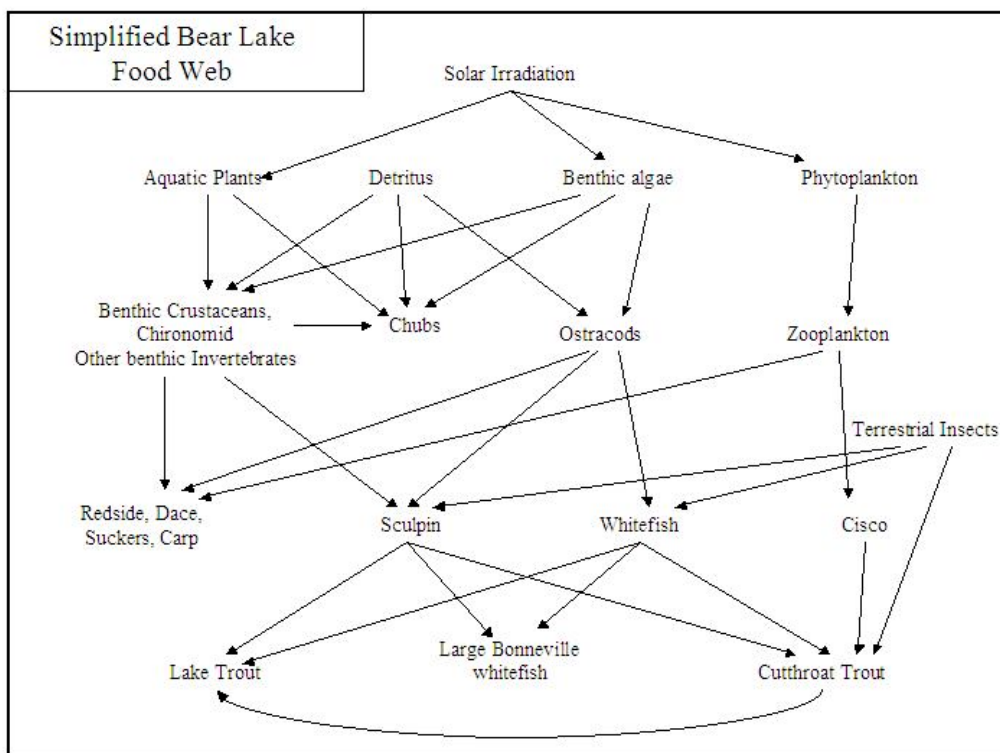 Simplified Bear Lake
Food Web
Solar Irradiation
Aquatic Plants
Detritus
Benthic algae
Phytoplankton
Benthic Crustaceans,
Chironomid
Other benthic Invertebrates
Chubs
Ostracods
Zooplankton
Terrestrial Insects
Redside, Dace,
Suckers, Carp
Sculpin
Whitefish
Cisco
Lake Trout
Large Bonneville
whitefish
Cutthroat Trout